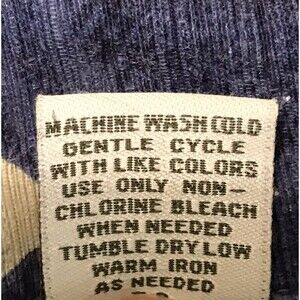 MACHINE WASH COLD
GENTLE CYCLE
WITH LIKE COLORS
USE ONLY NON-
CHLORINE BLEACH
WHEN NEEDED
TUMBLE DRY LOW
WARM IRON
AS NEEDED